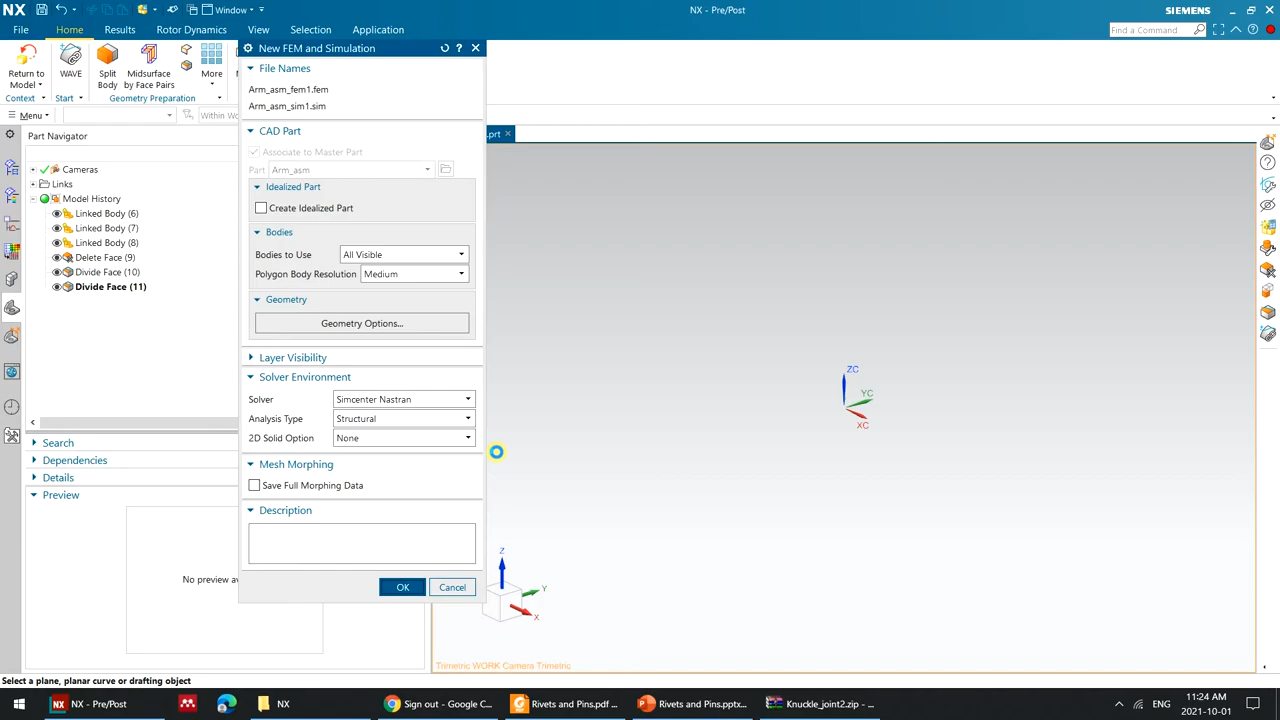 NX
Window
NX - Pre/Post
SIEMENS
File
Home
Results
Rotor Dynamics
View
Selection
Application
Find a Command
Return to Model
WAVE
Split Body
Midsurface by Face Pairs
More
Context
Start
Geometry Preparation
Menu
Within Wo
New FEM and Simulation
File Names
Arm_asm_fem1.fem
Arm_asm_sim1.sim
CAD Part
Associate to Master Part
Part Arm_asm
Idealized Part
Create Idealized Part
Bodies
Bodies to Use All Visible
Polygon Body Resolution Medium
Geometry
Geometry Options...
Layer Visibility
Solver Environment
Solver Simcenter Nastran
Analysis Type Structural
2D Solid Option None
Mesh Morphing
Save Full Morphing Data
Description
OK
Cancel
Part Navigator
Cameras
Links
Model History
Linked Body (6)
Linked Body (7)
Linked Body (8)
Delete Face (9)
Divide Face (10)
Divide Face (11)
Search
Dependencies
Details
Preview
No preview av
.prt
ZC
YC
XC
Z
Y
X
Trimetric WORK Camera Trimetric
Select a plane, planar curve or drafting object
NX - Pre/Post
NX
Sign out - Google C...
Rivets and Pins.pdf ...
Rivets and Pins.pptx...
Knuckle_joint2.zip - ...
ENG
11:24 AM
2021-10-01